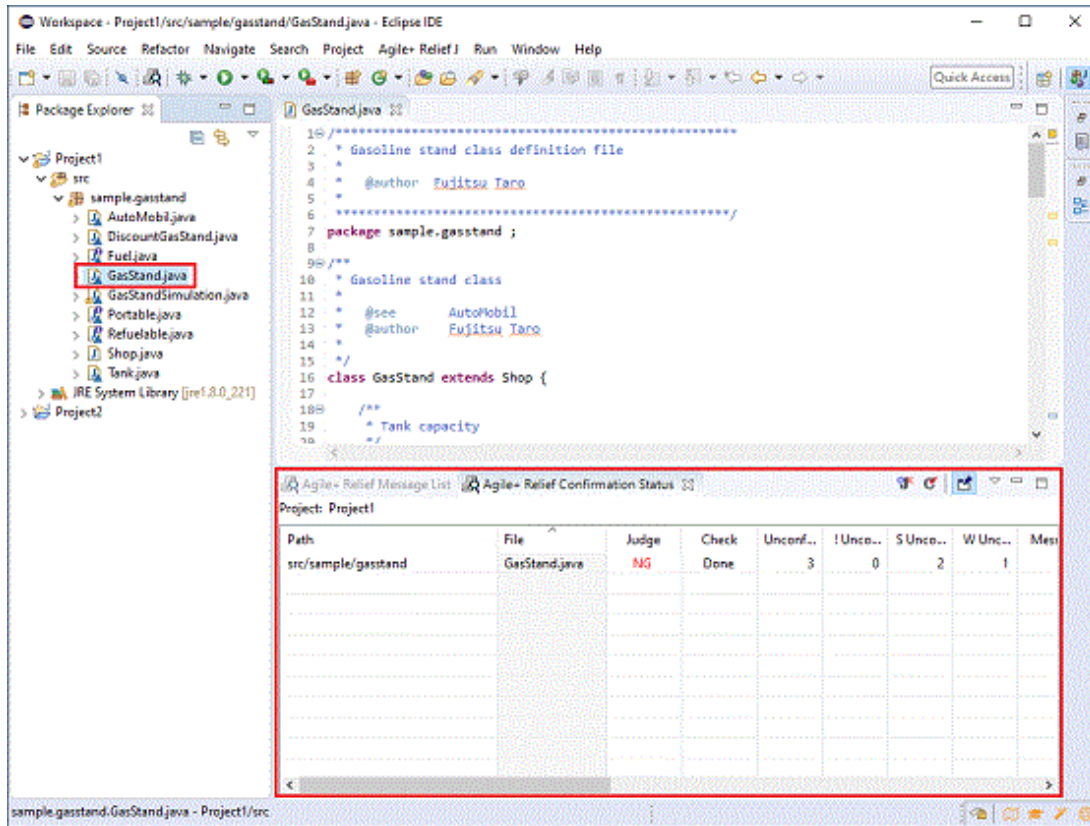 Workspace - Project1/src/sample/gasstand/GasStand.java - Eclipse IDE
File Edit Source Refactor Navigate Search Project Agile+ Relief J Run Window Help
Quick Access
Package Explorer
Project1
src
sample.gasstand
AutoMobil.java
DiscountGasStand.java
Fuel.java
GasStand.java
GasStandSimulation.java
Portable.java
Refuelable.java
Shop.java
Tank.java
JRE System Library [jre1.8.0_221]
Project2
GasStand.java
1 /****************************************************
2 * Gasoline stand class definition file
3 *
4 * @author Fujitsu Taro
5 *
6 ***************************************************/
7 package sample.gasstand ;
8
9 /**
10 * Gasoline stand class
11 *
12 * @see AutoMobil
13 * @author Fujitsu Taro
14 *
15 */
16 class GasStand extends Shop {
17
18 /**
19 * Tank capacity
20 */
Agile+ Relief Message List Agile+ Relief Confirmation Status
Project: Project1
Path File Judge Check Unconf... ! Unco... S Unco... W Unc... Mess
src/sample/gasstand GasStand.java NG Done 3 0 2 1
sample.gasstand.GasStand.java - Project1/src